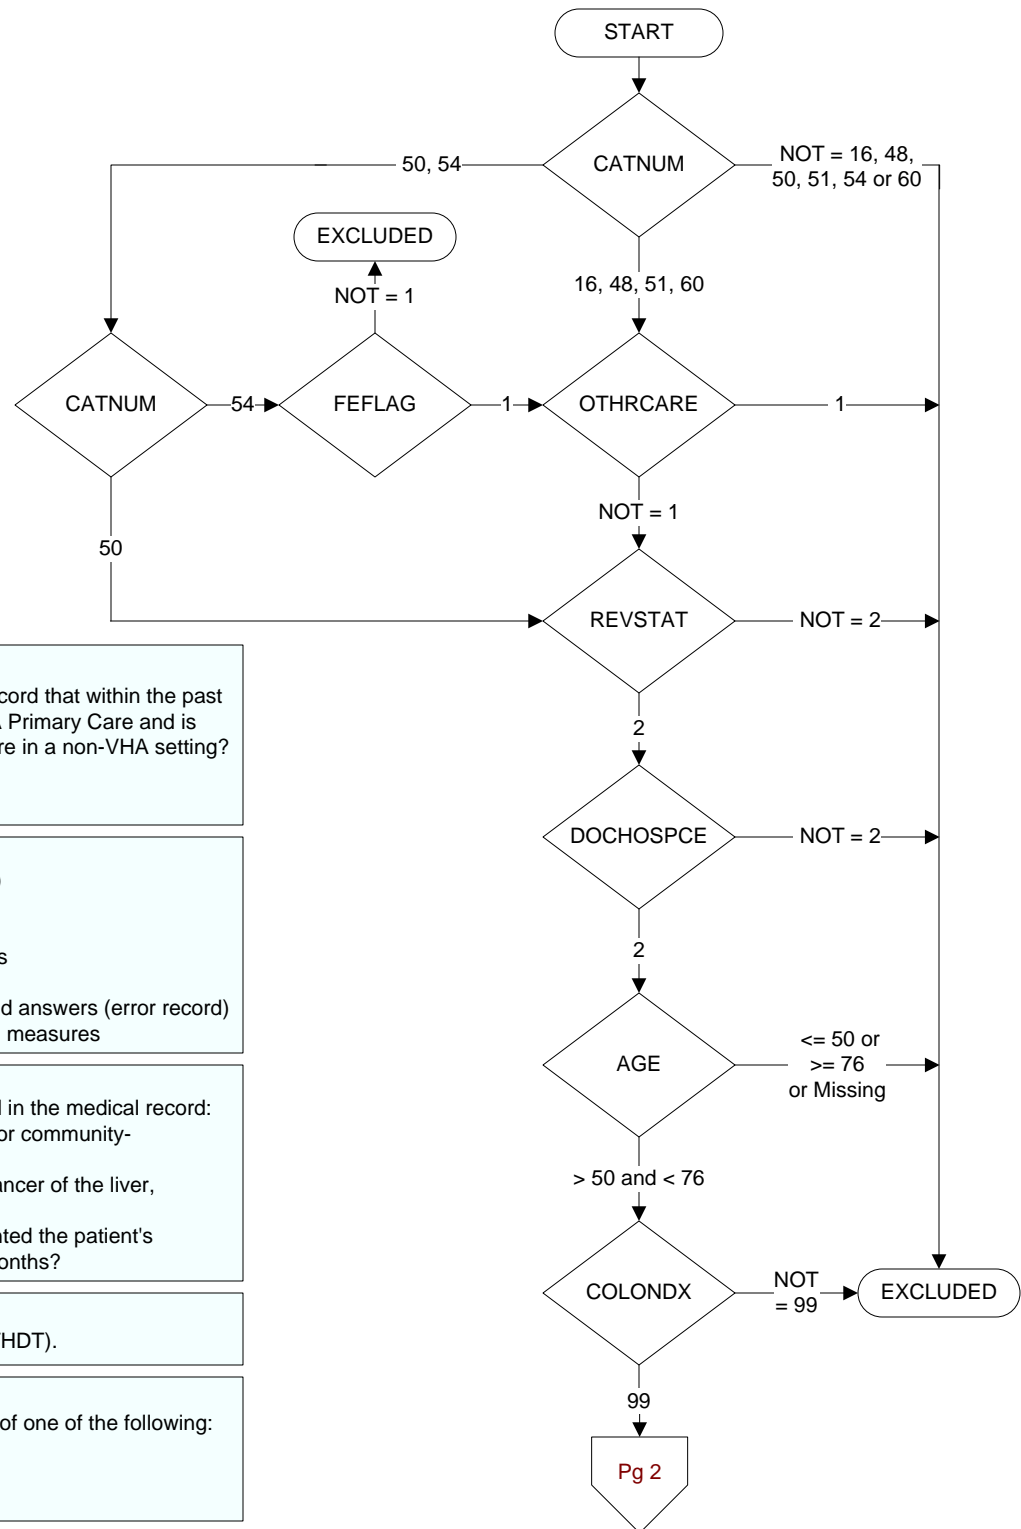 START
CATNUM
50, 54
NOT = 16, 48,
50, 51, 54 or 60
EXCLUDED
NOT = 1
16, 48, 51, 60
CATNUM
54
FEFLAG
1
OTHRCARE
1
50
NOT = 1
REVSTAT
NOT = 2
2
DOCHOSPCE
NOT = 2
2
AGE
<= 50 or
>= 76
or Missing
> 50 and < 76
COLONDX
NOT
= 99
EXCLUDED
99
Pg 2
cord that within the past
A Primary Care and is
re in a non-VHA setting?
)
s
d answers (error record)
measures
d in the medical record:
or community-
ancer of the liver,
nted the patient's
onths?
THDT).
of one of the following: